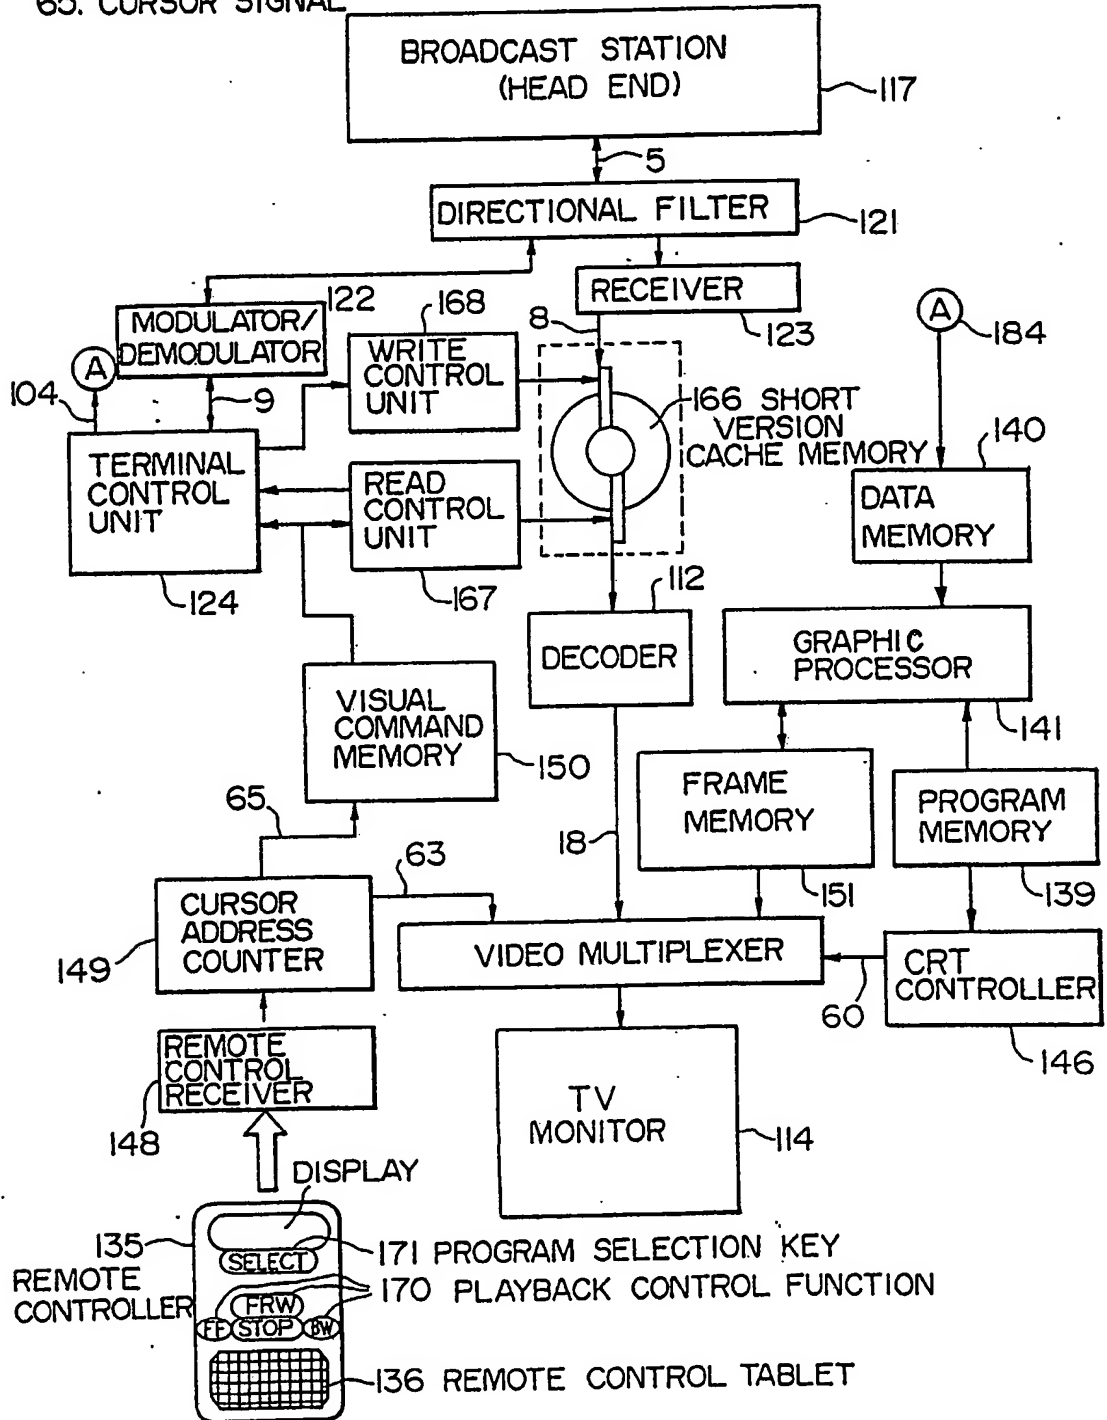 65. CURSOR SIGNAL
BROADCAST STATION
(HEAD END)
117
5
DIRECTIONAL FILTER
121
RECEIVER
123
8
122
MODULATOR/
DEMODULATOR
168
WRITE
CONTROL
UNIT
A
184
A
104
9
166 SHORT
VERSION
CACHE MEMORY
140
TERMINAL
CONTROL
UNIT
READ
CONTROL
UNIT
DATA
MEMORY
124
167
112
DECODER
GRAPHIC
PROCESSOR
141
VISUAL
COMMAND
MEMORY
150
FRAME
MEMORY
PROGRAM
MEMORY
65
18
63
151
139
CURSOR
ADDRESS
COUNTER
149
VIDEO MULTIPLEXER
60
CRT
CONTROLLER
146
REMOTE
CONTROL
RECEIVER
148
TV
MONITOR
114
DISPLAY
135
REMOTE
CONTROLLER
SELECT
171 PROGRAM SELECTION KEY
170 PLAYBACK CONTROL FUNCTION
FRW
FF
STOP
BW
136 REMOTE CONTROL TABLET